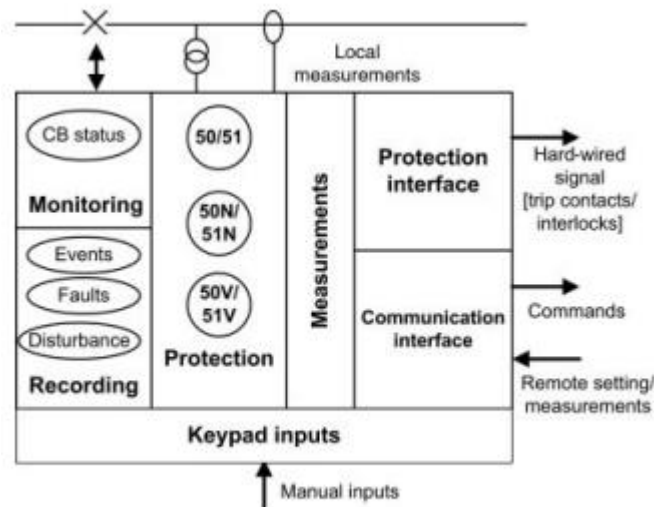 Local
measurements
CB status
Monitoring
Events
Faults
Disturbance
Recording
50/51
50N/
51N
50V/
51V
Protection
Measurements
Protection
interface
Communication
interface
Hard-wired
signal
[trip contacts/
interlocks]
Commands
Remote setting/
measurements
Keypad inputs
Manual inputs